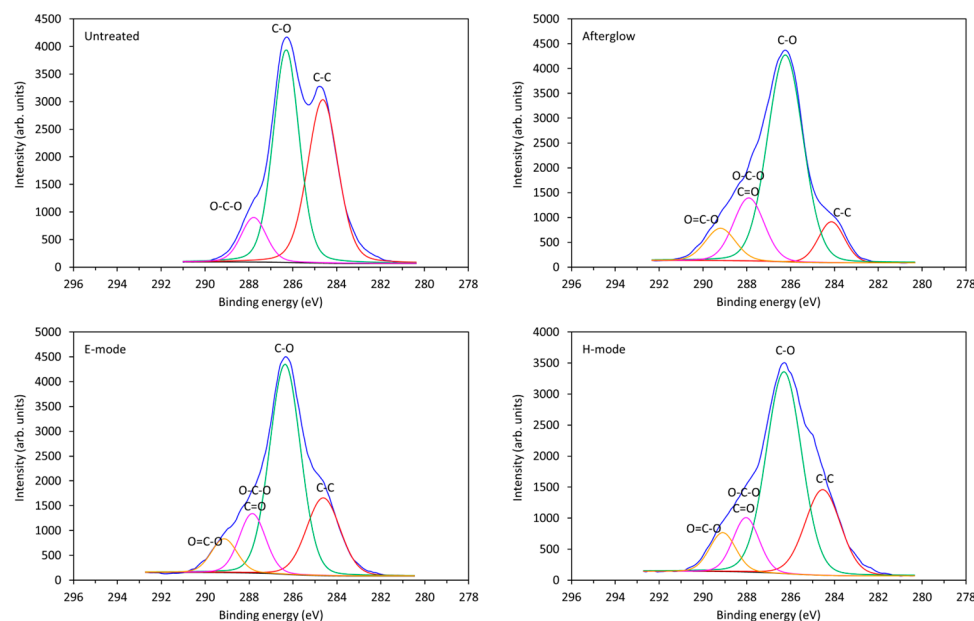 Untreated
C-O
C-C
O-C-O
4500
4000
3500
3000
2500
2000
1500
1000
500
0
Intensity (arb. units)
296 294 292 290 288 286 284 282 280 278
Binding energy (eV)
Afterglow
C-O
O-C-O
C=O
O=C-O
C-C
5000
4500
4000
3500
3000
2500
2000
1500
1000
500
0
Intensity (arb. units)
296 294 292 290 288 286 284 282 280 278
Binding energy (eV)
E-mode
C-O
O-C-O
C=O
C-C
O=C-O
5000
4500
4000
3500
3000
2500
2000
1500
1000
500
0
Intensity (arb. units)
296 294 292 290 288 286 284 282 280 278
Binding energy (eV)
H-mode
C-O
C-C
O-C-O
C=O
O=C-O
4000
3500
3000
2500
2000
1500
1000
500
0
Intensity (arb. units)
296 294 292 290 288 286 284 282 280 278
Binding energy (eV)